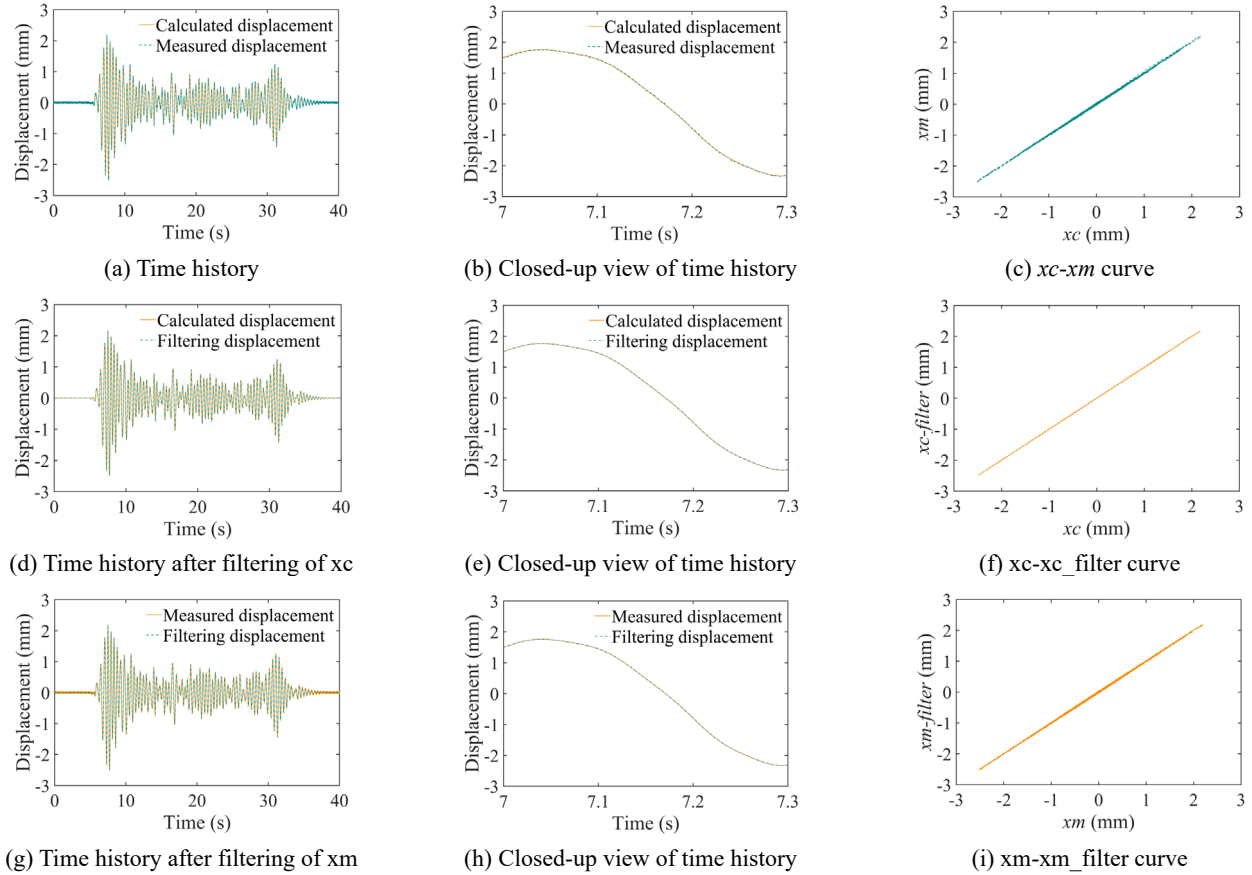 Calculated displacement
Measured displacement
Displacement (mm)
3
2
1
0
-1
-2
-3
0
10
20
30
40
Time (s)
(a) Time history
Calculated displacement
Measured displacement
Displacement (mm)
3
2
1
0
-1
-2
-3
7
7.1
7.2
7.3
Time (s)
(b) Closed-up view of time history
xm (mm)
3
2
1
0
-1
-2
-3
-3
-2
-1
0
1
2
3
xc (mm)
(c) xc-xm curve
Calculated displacement
Filtering displacement
Displacement (mm)
3
2
1
0
-1
-2
-3
0
10
20
30
40
Time (s)
(d) Time history after filtering of xc
Calculated displacement
Filtering displacement
Displacement (mm)
3
2
1
0
-1
-2
-3
7
7.1
7.2
7.3
Time (s)
(e) Closed-up view of time history
xc-filter (mm)
3
2
1
0
-1
-2
-3
-3
-2
-1
0
1
2
3
xc (mm)
(f) xc-xc_filter curve
Measured displacement
Filtering displacement
Displacement (mm)
3
2
1
0
-1
-2
-3
0
10
20
30
40
Time (s)
(g) Time history after filtering of xm
Measured displacement
Filtering displacement
Displacement (mm)
3
2
1
0
-1
-2
-3
7
7.1
7.2
7.3
Time (s)
(h) Closed-up view of time history
xm-filter (mm)
3
2
1
0
-1
-2
-3
-3
-2
-1
0
1
2
3
xm (mm)
(i) xm-xm_filter curve